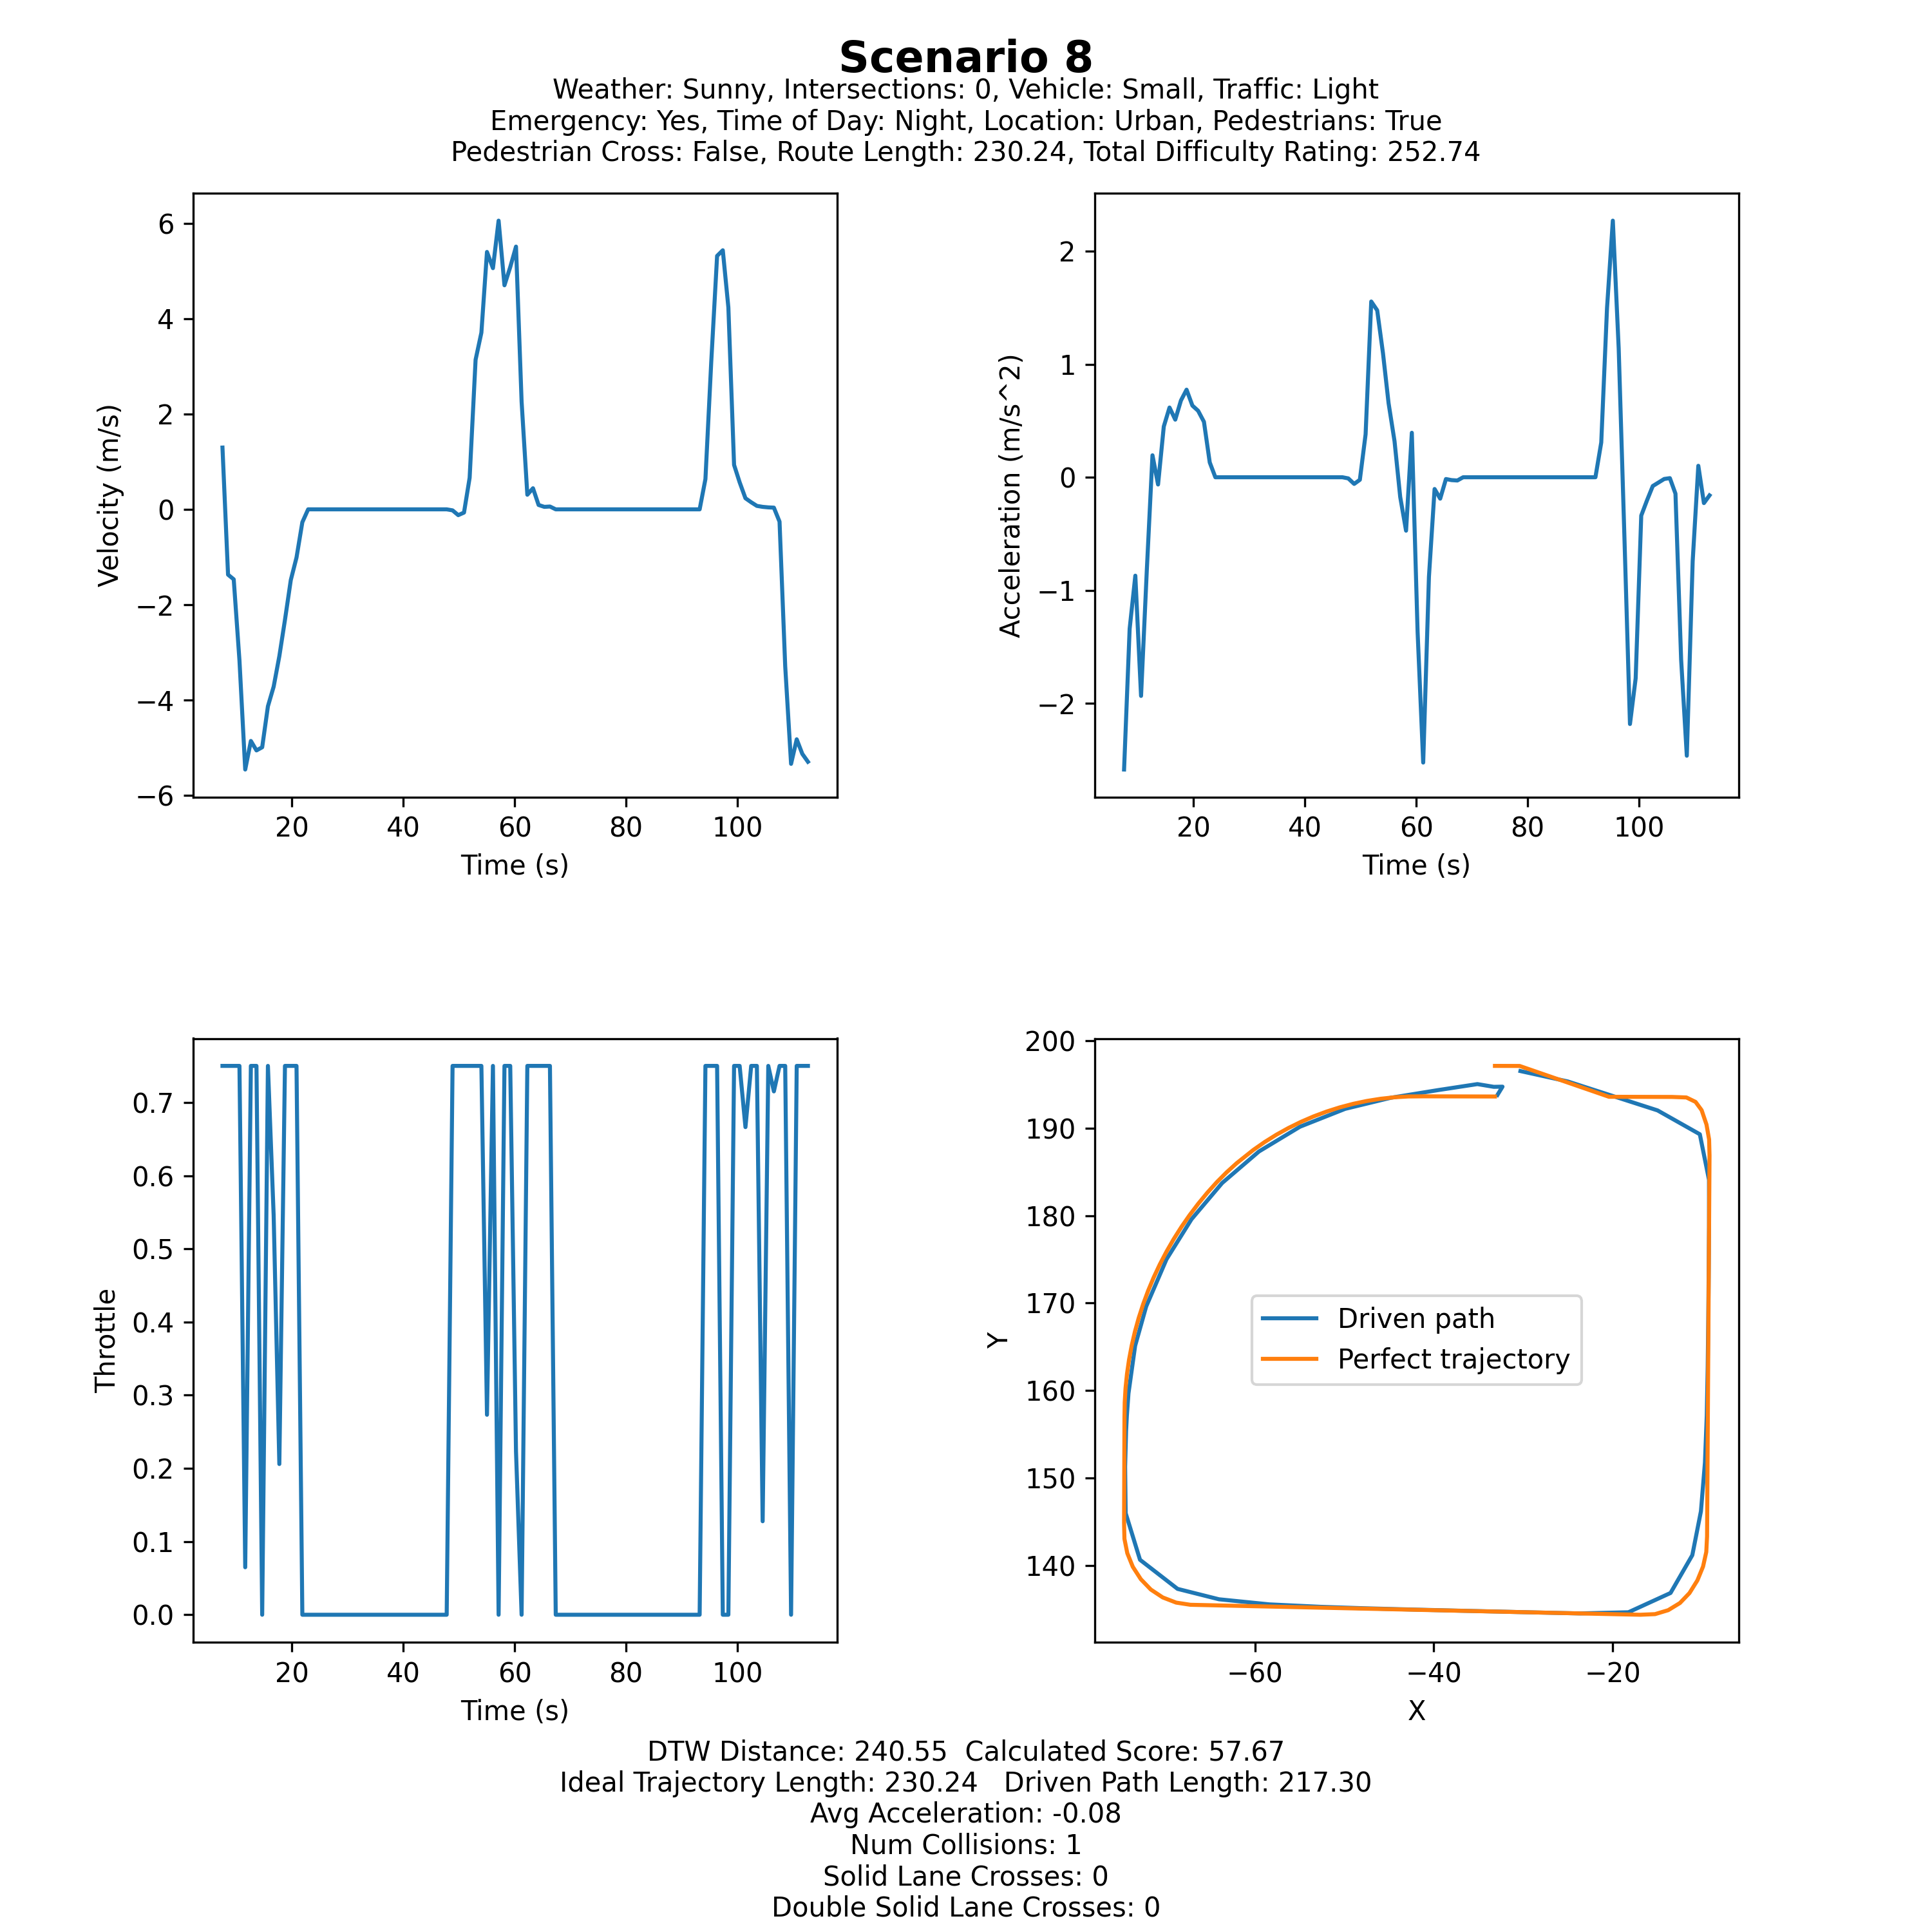 Scenario 8
Weather: Sunny, Intersections: 0, Vehicle: Small, Traffic: Light
Emergency: Yes, Time of Day: Night, Location: Urban, Pedestrians: True
Pedestrian Cross: False, Route Length: 230.24, Total Difficulty Rating: 252.74
Velocity (m/s)
6
4
2
0
−2
−4
−6
20 40 60 80 100
Time (s)
Acceleration (m/s^2)
2
1
0
−1
−2
20 40 60 80 100
Time (s)
Throttle
0.7
0.6
0.5
0.4
0.3
0.2
0.1
0.0
20 40 60 80 100
Time (s)
Y
200
190
180
170
160
150
140
Driven path
Perfect trajectory
−60 −40 −20
X
DTW Distance: 240.55 Calculated Score: 57.67
Ideal Trajectory Length: 230.24 Driven Path Length: 217.30
Avg Acceleration: -0.08
Num Collisions: 1
Solid Lane Crosses: 0
Double Solid Lane Crosses: 0